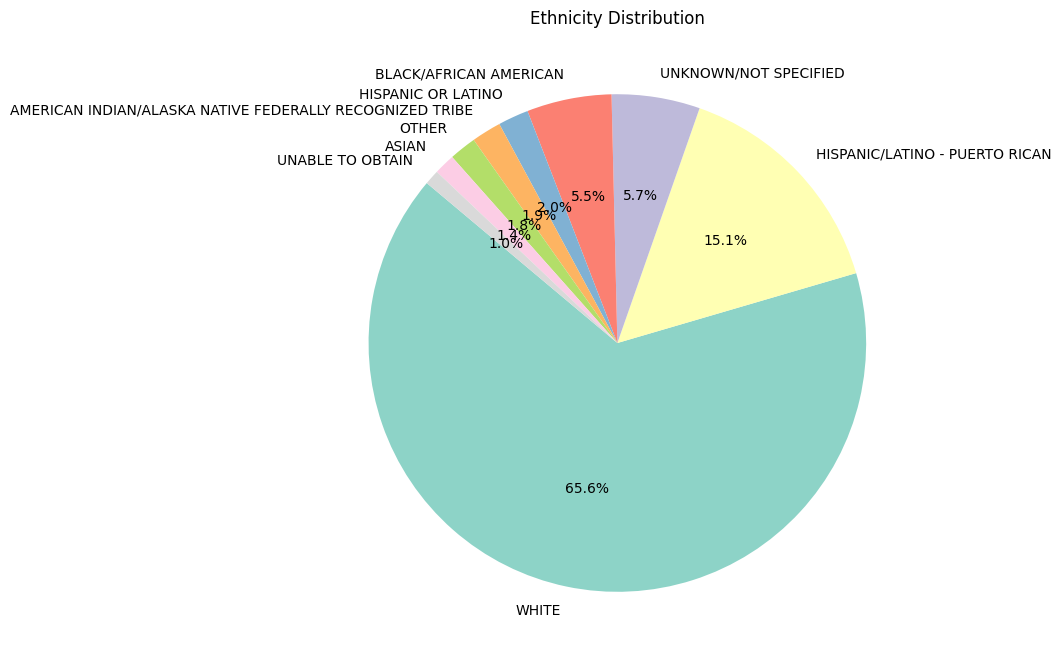 Ethnicity Distribution
BLACK/AFRICAN AMERICAN
UNKNOWN/NOT SPECIFIED
HISPANIC OR LATINO
AMERICAN INDIAN/ALASKA NATIVE FEDERALLY RECOGNIZED TRIBE
OTHER
ASIAN
UNABLE TO OBTAIN
HISPANIC/LATINO - PUERTO RICAN
5.5%
5.7%
2.0%
1.9%
1.8%
1.4%
1.0%
15.1%
65.6%
WHITE